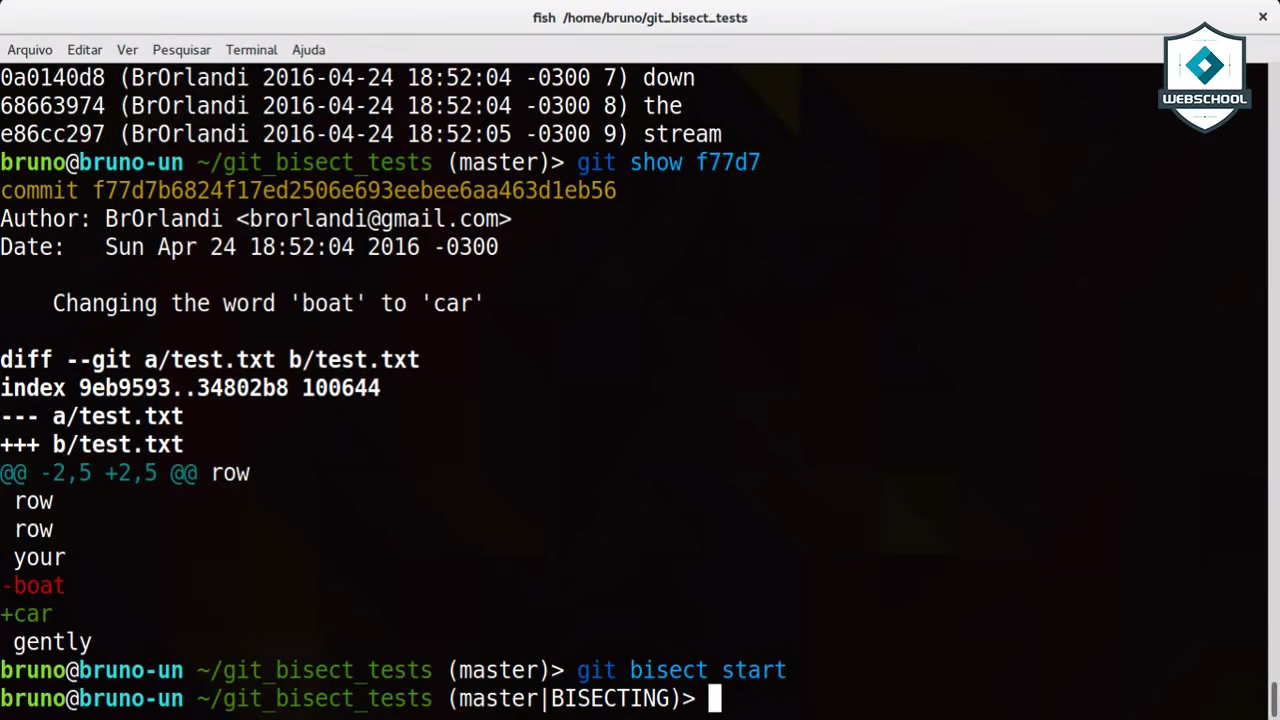 fish /home/bruno/git_bisect_tests
Arquivo Editar Ver Pesquisar Terminal Ajuda
WEBSCHOOL
0a0140d8 (BrOrlandi 2016-04-24 18:52:04 -0300 7) down
68663974 (BrOrlandi 2016-04-24 18:52:04 -0300 8) the
e86cc297 (BrOrlandi 2016-04-24 18:52:05 -0300 9) stream
bruno@bruno-un ~/git_bisect_tests (master)> git show f77d7
commit f77d7b6824f17ed2506e693eebee6aa463d1eb56
Author: BrOrlandi <brorlandi@gmail.com>
Date:   Sun Apr 24 18:52:04 2016 -0300
    Changing the word 'boat' to 'car'
diff --git a/test.txt b/test.txt
index 9eb9593..34802b8 100644
--- a/test.txt
+++ b/test.txt
@@ -2,5 +2,5 @@ row
 row
 row
 your
-boat
+car
 gently
bruno@bruno-un ~/git_bisect_tests (master)> git bisect start
bruno@bruno-un ~/git_bisect_tests (master|BISECTING)>